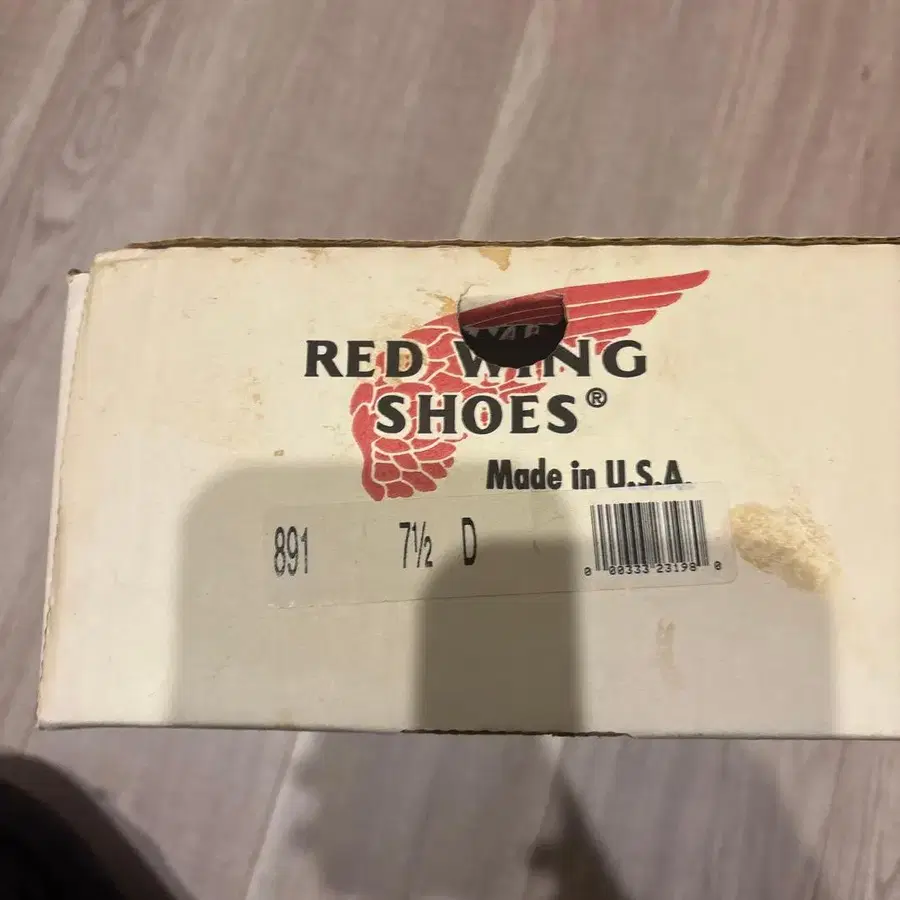 RED WING
SHOES®
Made in U.S.A.
891 7½ D
0 00333 23198 0